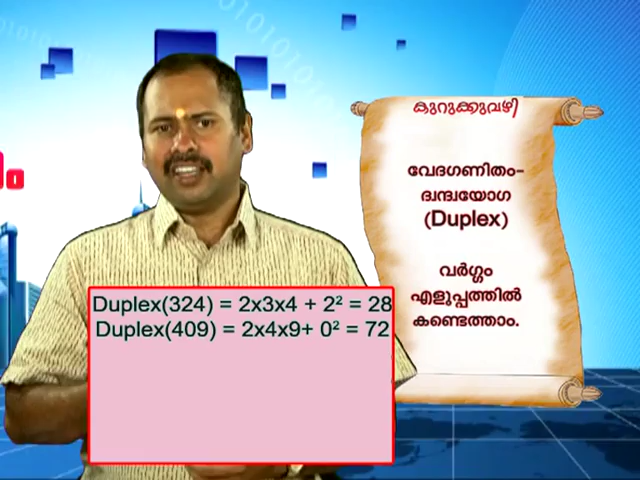 കുറുക്കുവഴി
വേദഗണിതം-
ദ്വന്ദ്വയോഗ
(Duplex)
വർഗ്ഗം
എളുപ്പത്തിൽ
കണ്ടെത്താം.
Duplex(324) = 2x3x4 + 2² = 28
Duplex(409) = 2x4x9+ 0² = 72